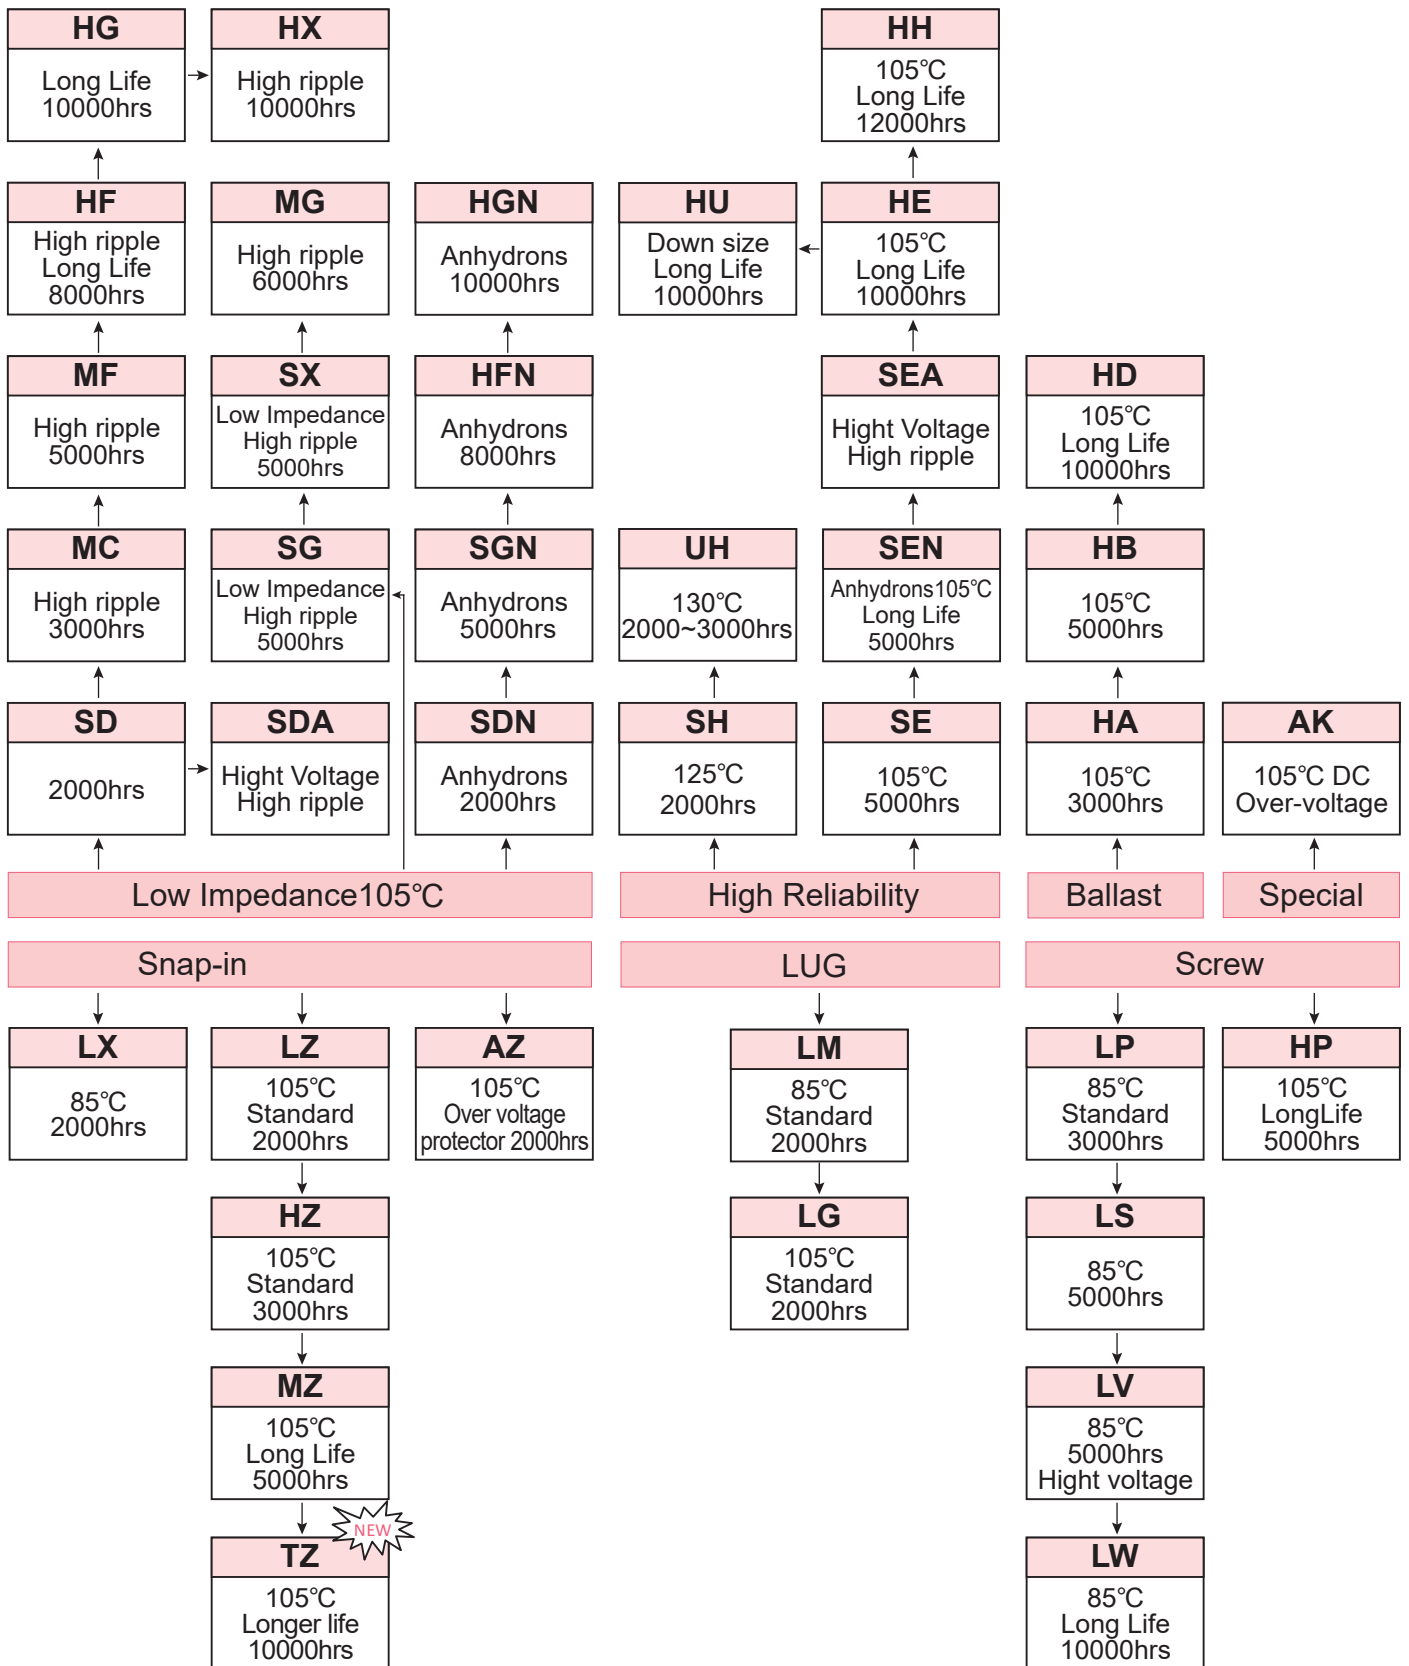 HG
Long Life
10000hrs
HX
High ripple
10000hrs
HH
105℃
Long Life
12000hrs
HF
High ripple
Long Life
8000hrs
MG
High ripple
6000hrs
HGN
Anhydrons
10000hrs
HU
Down size
Long Life
10000hrs
HE
105℃
Long Life
10000hrs
MF
High ripple
5000hrs
SX
Low Impedance
High ripple
5000hrs
HFN
Anhydrons
8000hrs
SEA
Hight Voltage
High ripple
HD
105℃
Long Life
10000hrs
MC
High ripple
3000hrs
SG
Low Impedance
High ripple
5000hrs
SGN
Anhydrons
5000hrs
UH
130℃
2000~3000hrs
SEN
Anhydrons105℃
Long Life
5000hrs
HB
105℃
5000hrs
SD
2000hrs
SDA
Hight Voltage
High ripple
SDN
Anhydrons
2000hrs
SH
125℃
2000hrs
SE
105℃
5000hrs
HA
105℃
3000hrs
AK
105℃ DC
Over-voltage
Low Impedance105℃
High Reliability
Ballast
Special
Snap-in
LUG
Screw
LX
85℃
2000hrs
LZ
105℃
Standard
2000hrs
AZ
105℃
Over voltage
protector 2000hrs
LM
85℃
Standard
2000hrs
LP
85℃
Standard
3000hrs
HP
105℃
LongLife
5000hrs
HZ
105℃
Standard
3000hrs
LG
105℃
Standard
2000hrs
LS
85℃
5000hrs
MZ
105℃
Long Life
5000hrs
LV
85℃
5000hrs
Hight voltage
NEW
TZ
105℃
Longer life
10000hrs
LW
85℃
Long Life
10000hrs